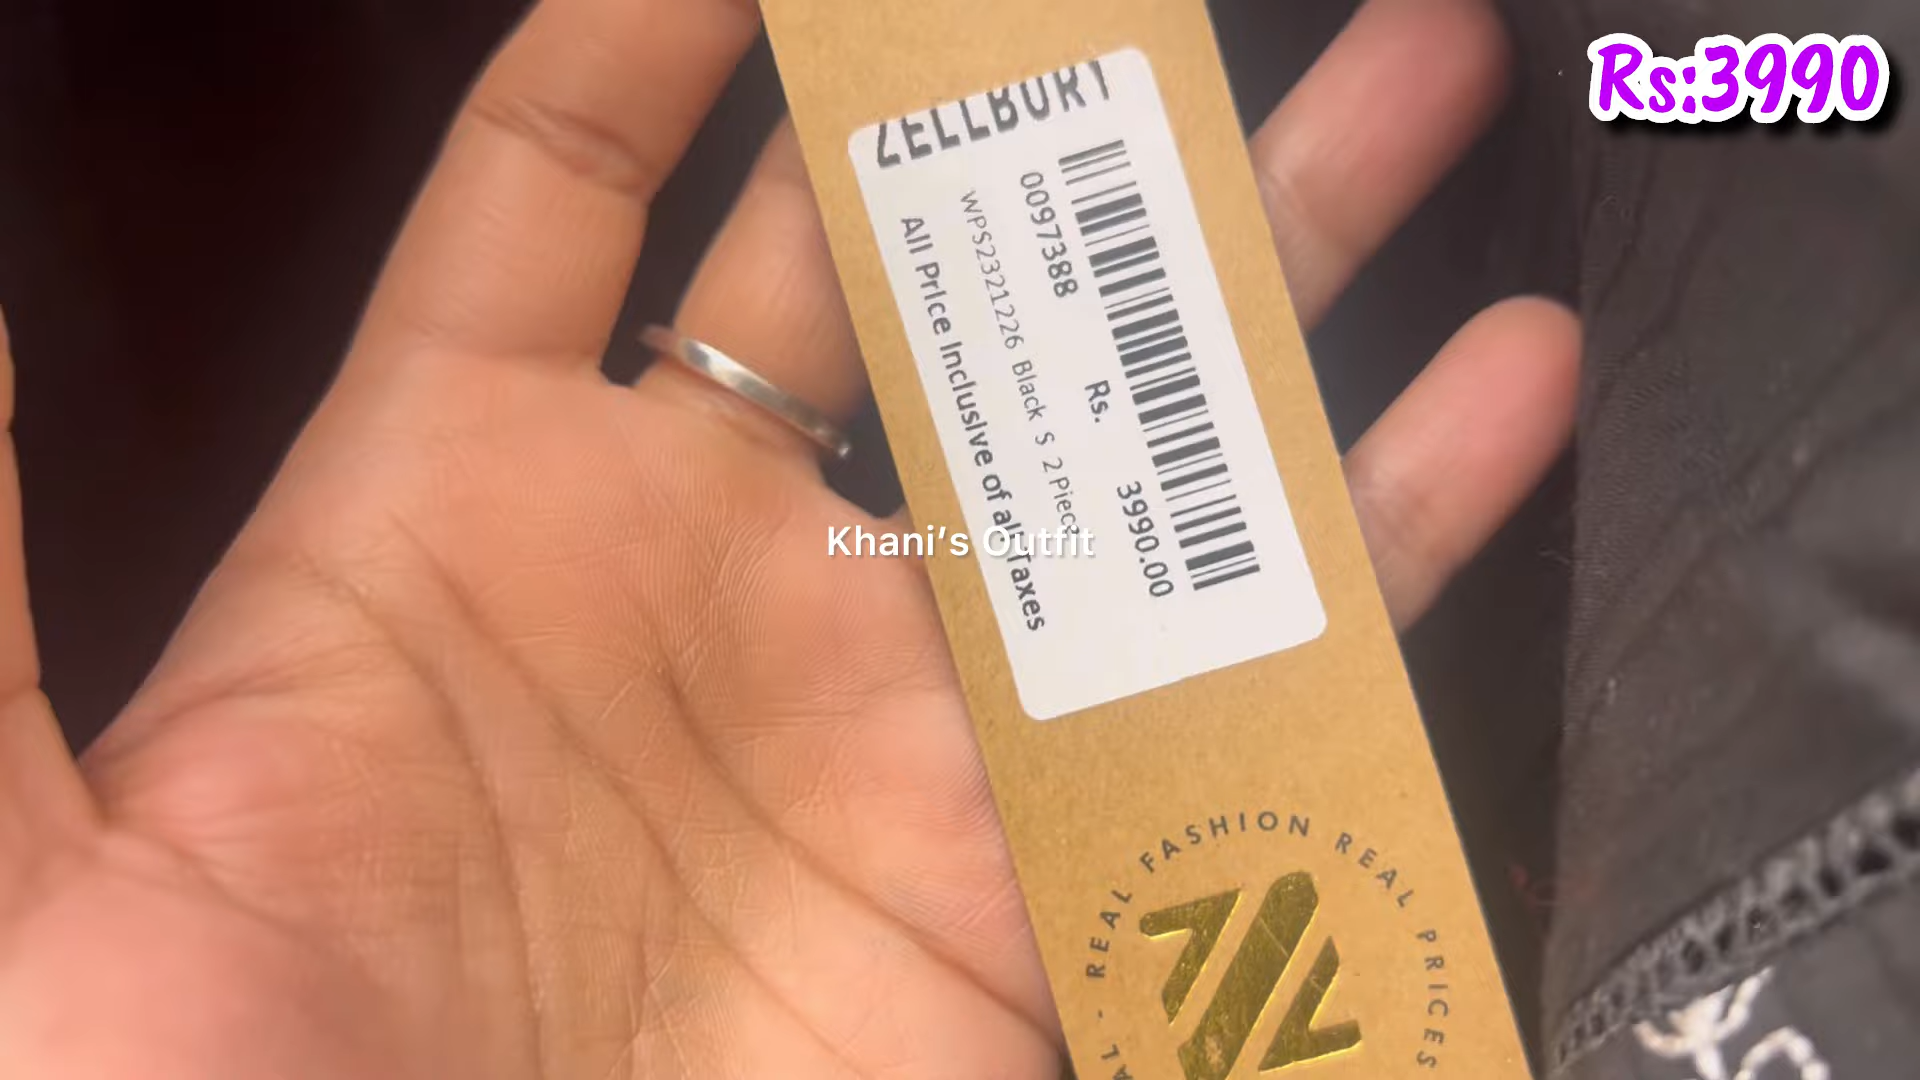 Rs:3990
ZELLBURY
0097388
Rs. 3990.00
WPS2321226 Black S 2 Piece
All Price Inclusive of all Taxes
Khani's Outfit
REAL FASHION REAL PRICES